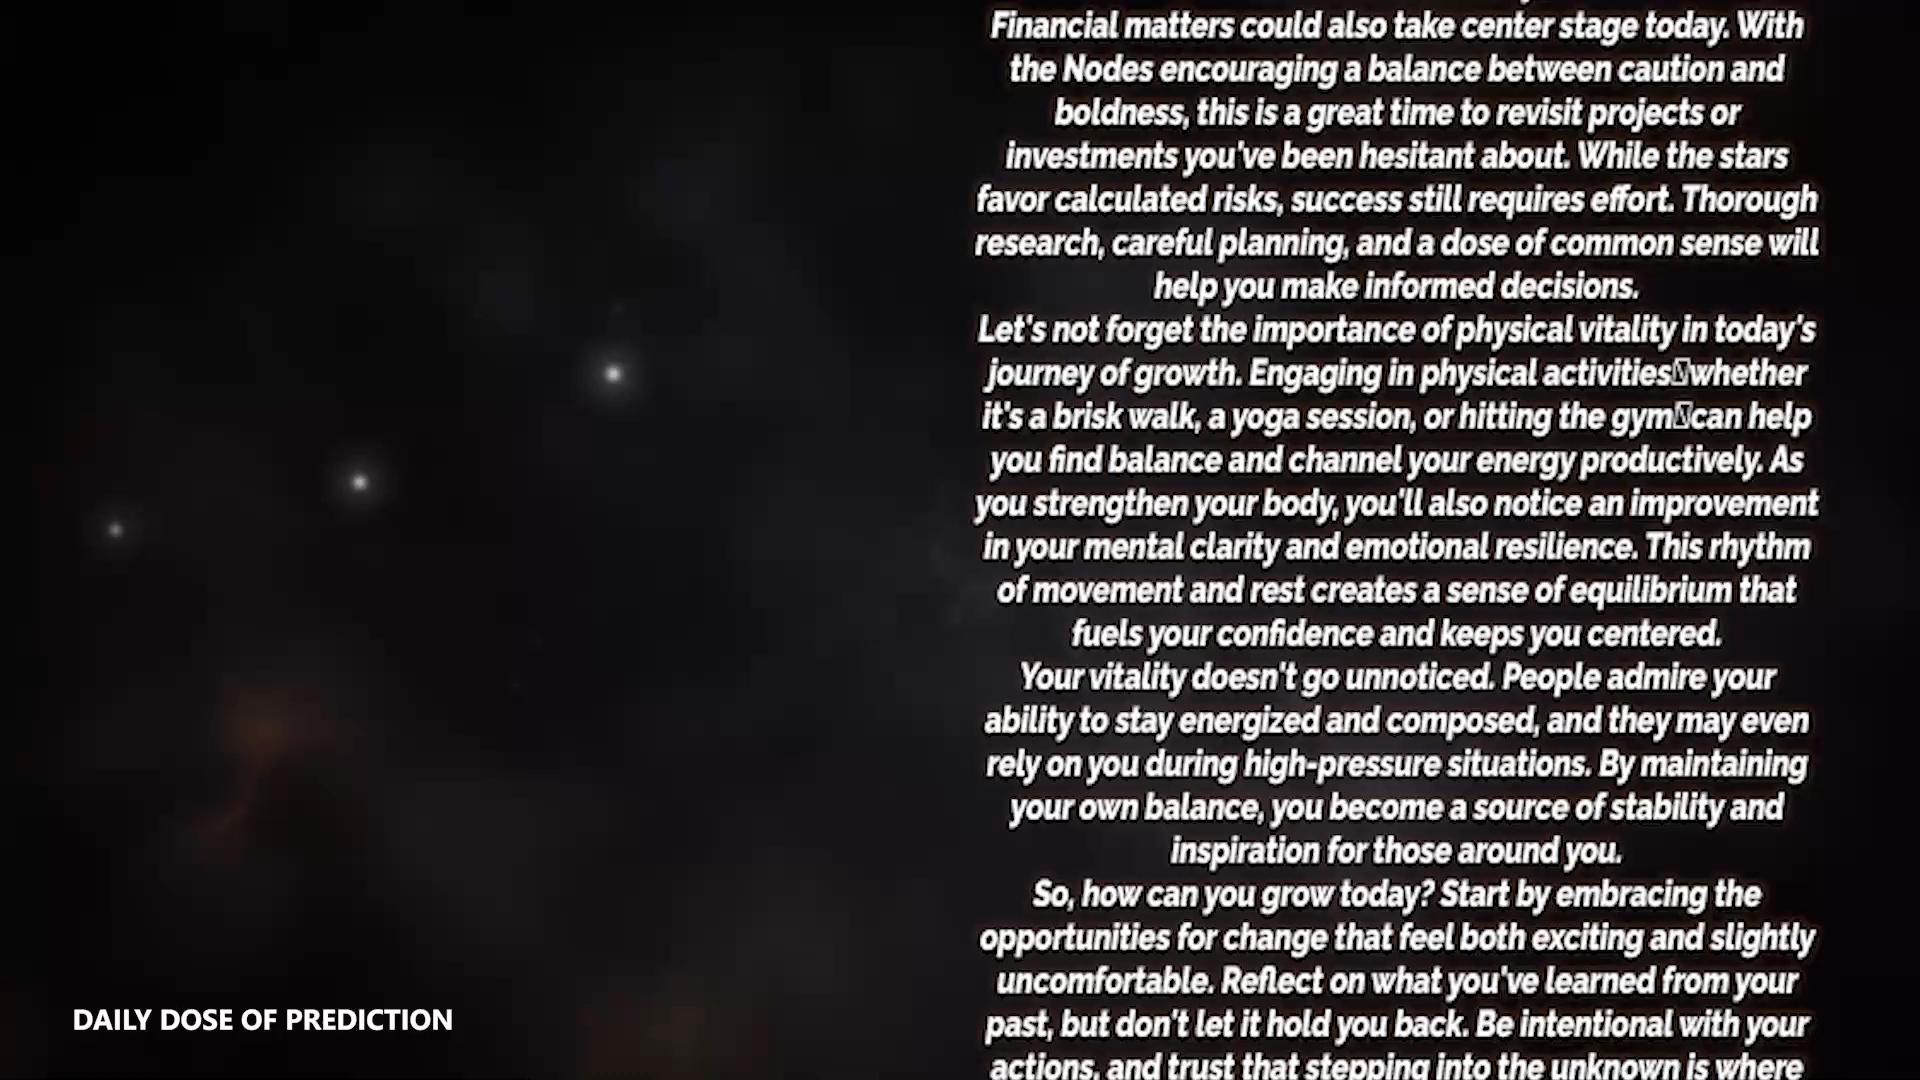 Financial matters could also take center stage today. With
the Nodes encouraging a balance between caution and
boldness, this is a great time to revisit projects or
investments you've been hesitant about. While the stars
favor calculated risks, success still requires effort. Thorough
research, careful planning, and a dose of common sense will
help you make informed decisions.
Let's not forget the importance of physical vitality in today's
journey of growth. Engaging in physical activities whether
it's a brisk walk, a yoga session, or hitting the gym can help
you find balance and channel your energy productively. As
you strengthen your body, you'll also notice an improvement
in your mental clarity and emotional resilience. This rhythm
of movement and rest creates a sense of equilibrium that
fuels your confidence and keeps you centered.
Your vitality doesn't go unnoticed. People admire your
ability to stay energized and composed, and they may even
rely on you during high-pressure situations. By maintaining
your own balance, you become a source of stability and
inspiration for those around you.
So, how can you grow today? Start by embracing the
opportunities for change that feel both exciting and slightly
uncomfortable. Reflect on what you've learned from your
past, but don't let it hold you back. Be intentional with your
actions, and trust that stepping into the unknown is where
DAILY DOSE OF PREDICTION